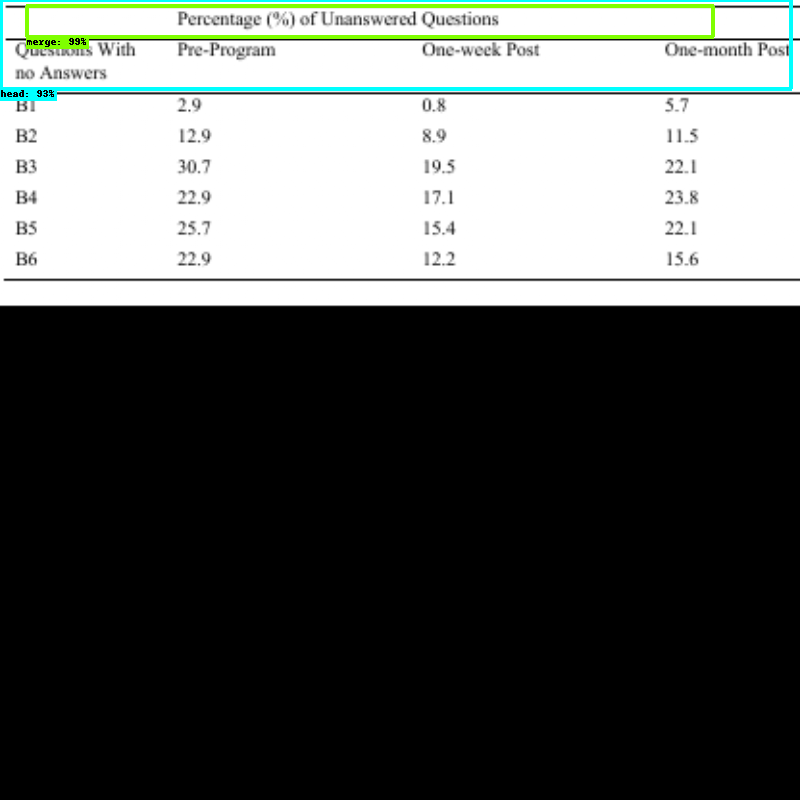 Percentage (%) of Unanswered Questions
merge: 99%
Questions With no Answers Pre-Program One-week Post One-month Post
head: 93%
B1 2.9 0.8 5.7
B2 12.9 8.9 11.5
B3 30.7 19.5 22.1
B4 22.9 17.1 23.8
B5 25.7 15.4 22.1
B6 22.9 12.2 15.6